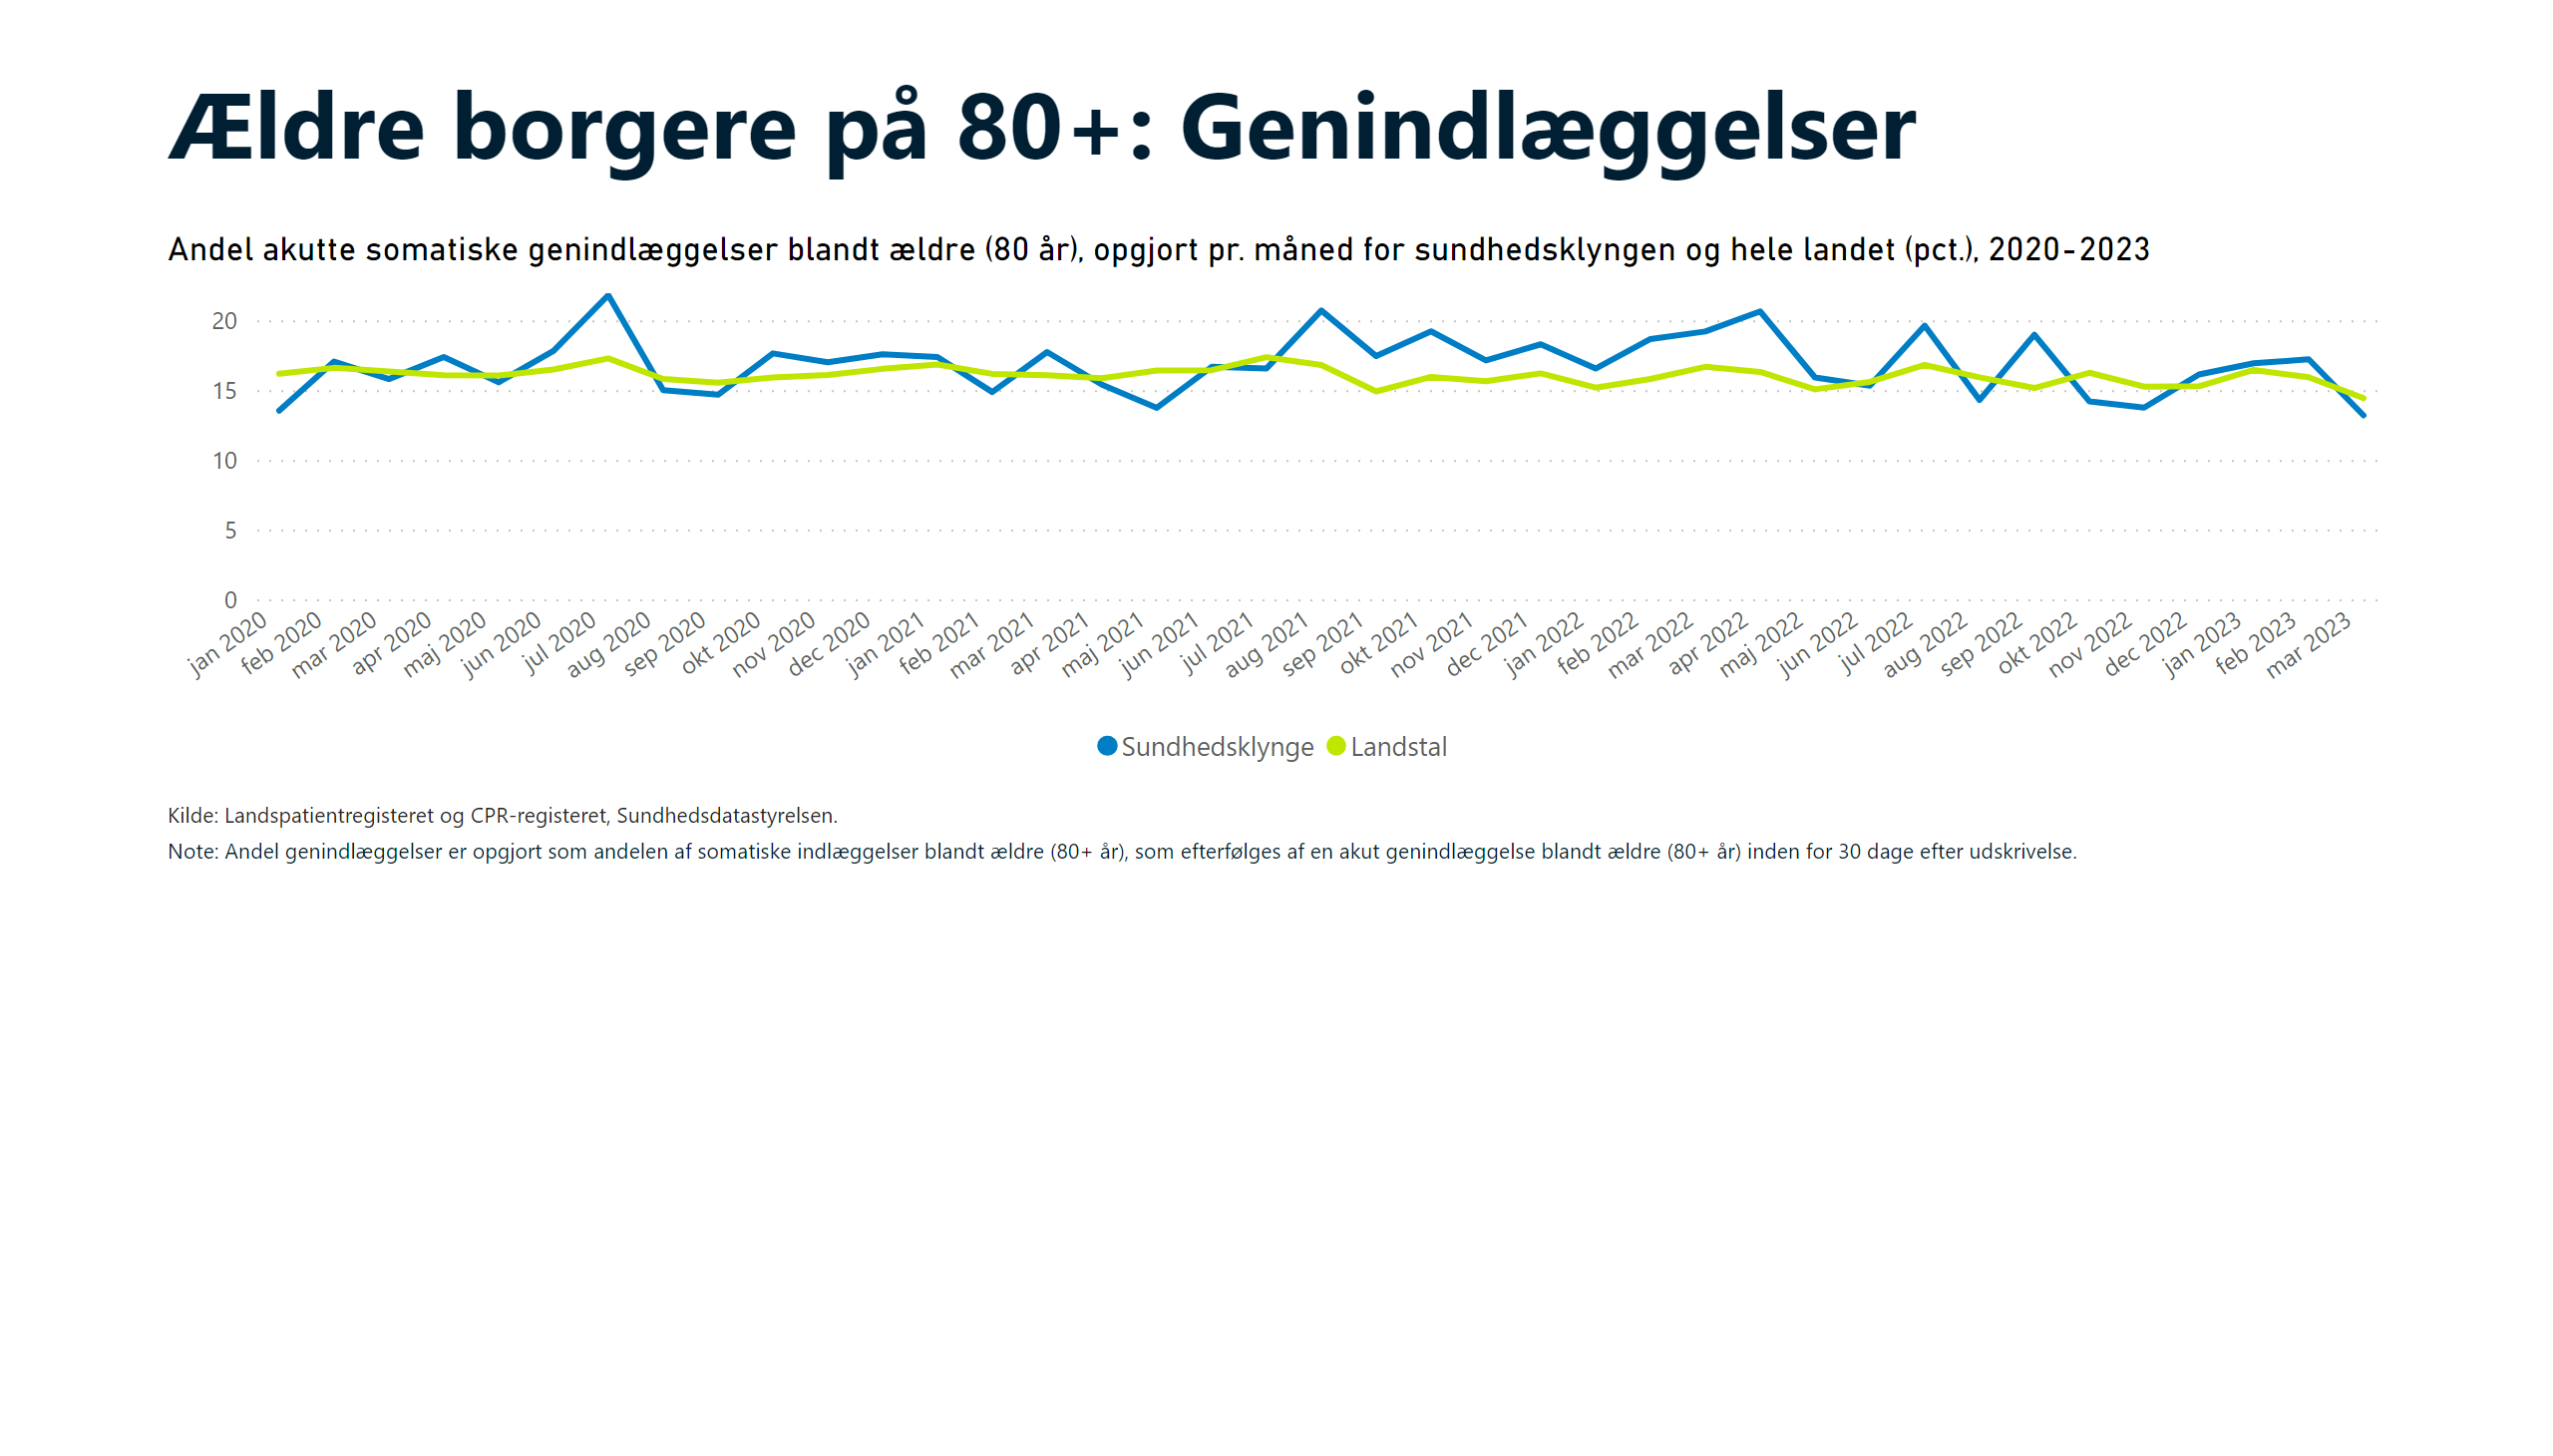 Ældre borgere på 80+: Genindlæggelser
Andel akutte somatiske genindlæggelser blandt ældre (80 år), opgjort pr. måned for sundhedsklyngen og hele landet (pct.), 2020-2023
20
15
10
5
0
jan 2020
feb 2020
mar 2020
apr 2020
maj 2020
jun 2020
jul 2020
aug 2020
sep 2020
okt 2020
nov 2020
dec 2020
jan 2021
feb 2021
mar 2021
apr 2021
maj 2021
jun 2021
jul 2021
aug 2021
sep 2021
okt 2021
nov 2021
dec 2021
jan 2022
feb 2022
mar 2022
apr 2022
maj 2022
jun 2022
jul 2022
aug 2022
sep 2022
okt 2022
nov 2022
dec 2022
jan 2023
feb 2023
mar 2023
Sundhedsklynge Landstal
Kilde: Landspatientregisteret og CPR-registeret, Sundhedsdatastyrelsen.
Note: Andel genindlæggelser er opgjort som andelen af somatiske indlæggelser blandt ældre (80+ år), som efterfølges af en akut genindlæggelse blandt ældre (80+ år) inden for 30 dage efter udskrivelse.